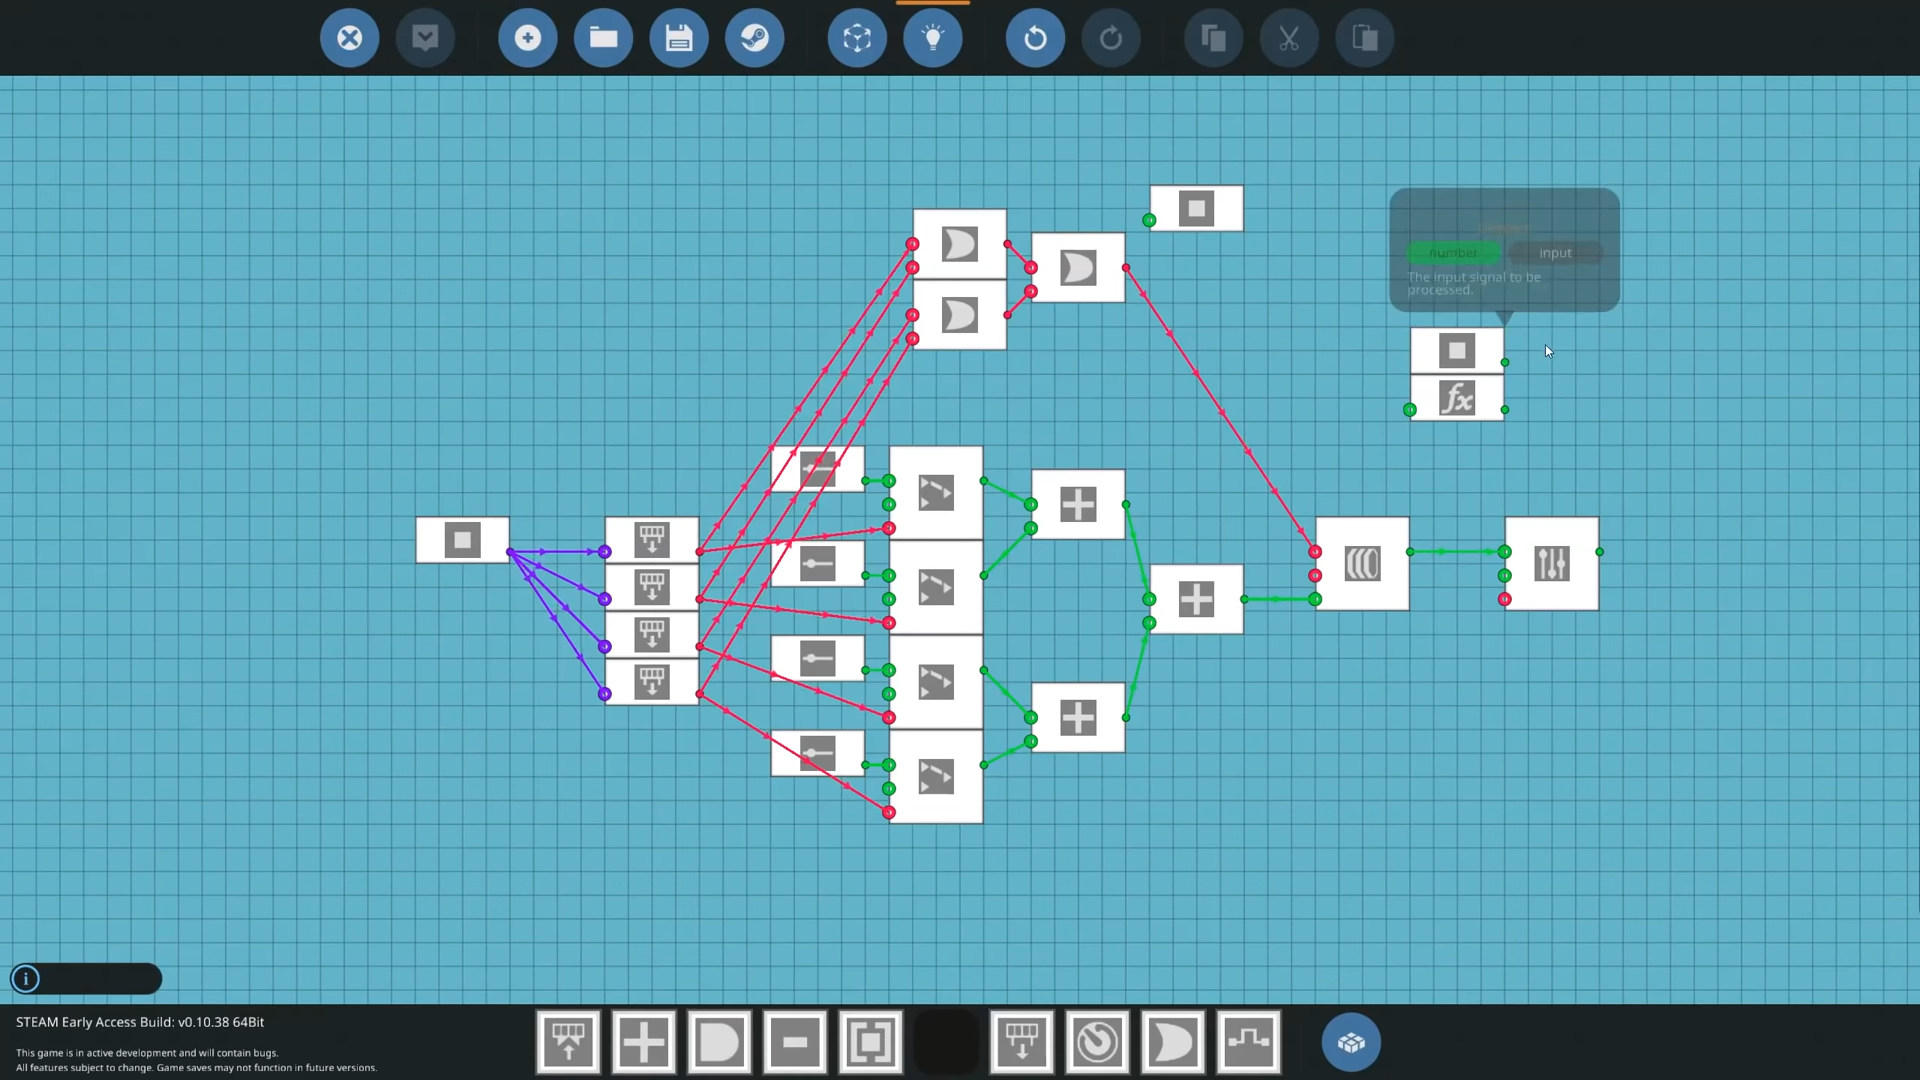 number
input
The input signal to be
processed.
fx
STEAM Early Access Build: v0.10.38 64Bit
This game is in active development and will contain bugs.
All features subject to change. Game saves may not function in future versions.